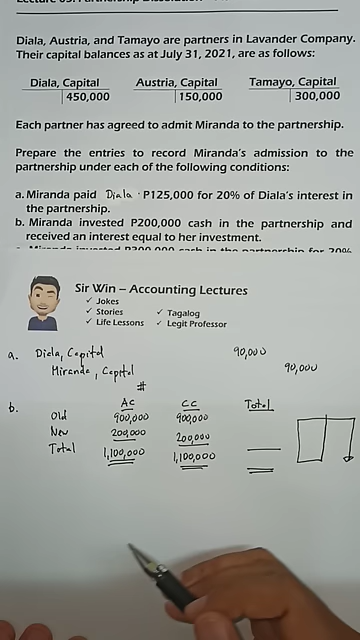 Diala, Austria, and Tamayo are partners in Lavander Company.
Their capital balances as at July 31, 2021, are as follows:
Diala, Capital Austria, Capital Tamayo, Capital
450,000 150,000 300,000
Each partner has agreed to admit Miranda to the partnership.
Prepare the entries to record Miranda's admission to the
partnership under each of the following conditions:
a. Miranda paid Diala P125,000 for 20% of Diala's interest in
the partnership.
b. Miranda invested P200,000 cash in the partnership and
received an interest equal to her investment.
Sir Win – Accounting Lectures
✓ Jokes
✓ Stories ✓ Tagalog
✓ Life Lessons ✓ Legit Professor
a. Diala, Capital 90,000
Miranda, Capital 90,000
#
b. AC CC Total
Old 900,000 900,000
New 200,000 200,000
Total 1,100,000 1,100,000